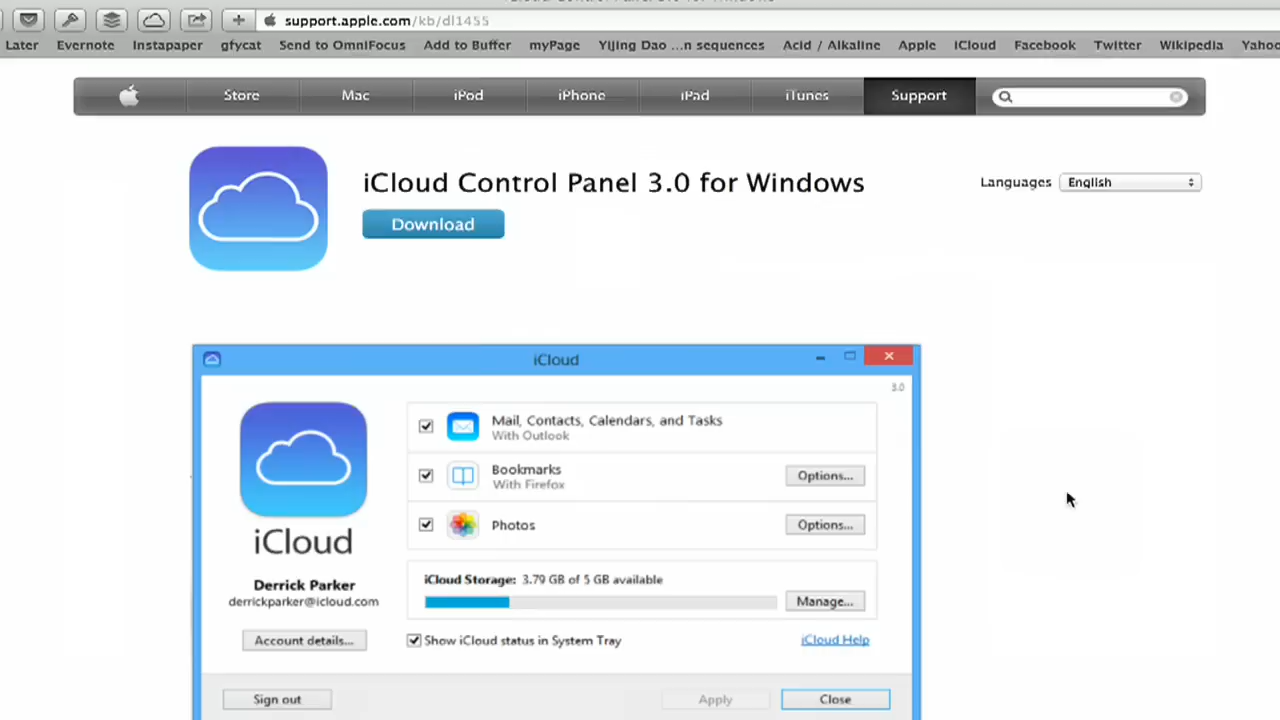 support.apple.com/kb/dl1455
Later Evernote Instapaper gfycat Send to OmniFocus Add to Buffer myPage Yijing Dao ...n sequences Acid / Alkaline Apple iCloud Facebook Twitter Wikipedia Yahoo
Store Mac iPod iPhone iPad iTunes Support
iCloud Control Panel 3.0 for Windows
Languages English
Download
iCloud
3.0
Mail, Contacts, Calendars, and Tasks
With Outlook
Bookmarks
With Firefox
Options...
Photos
Options...
iCloud
iCloud Storage: 3.79 GB of 5 GB available
Derrick Parker
derrickparker@icloud.com
Manage...
Account details...
Show iCloud status in System Tray
iCloud Help
Sign out
Apply
Close